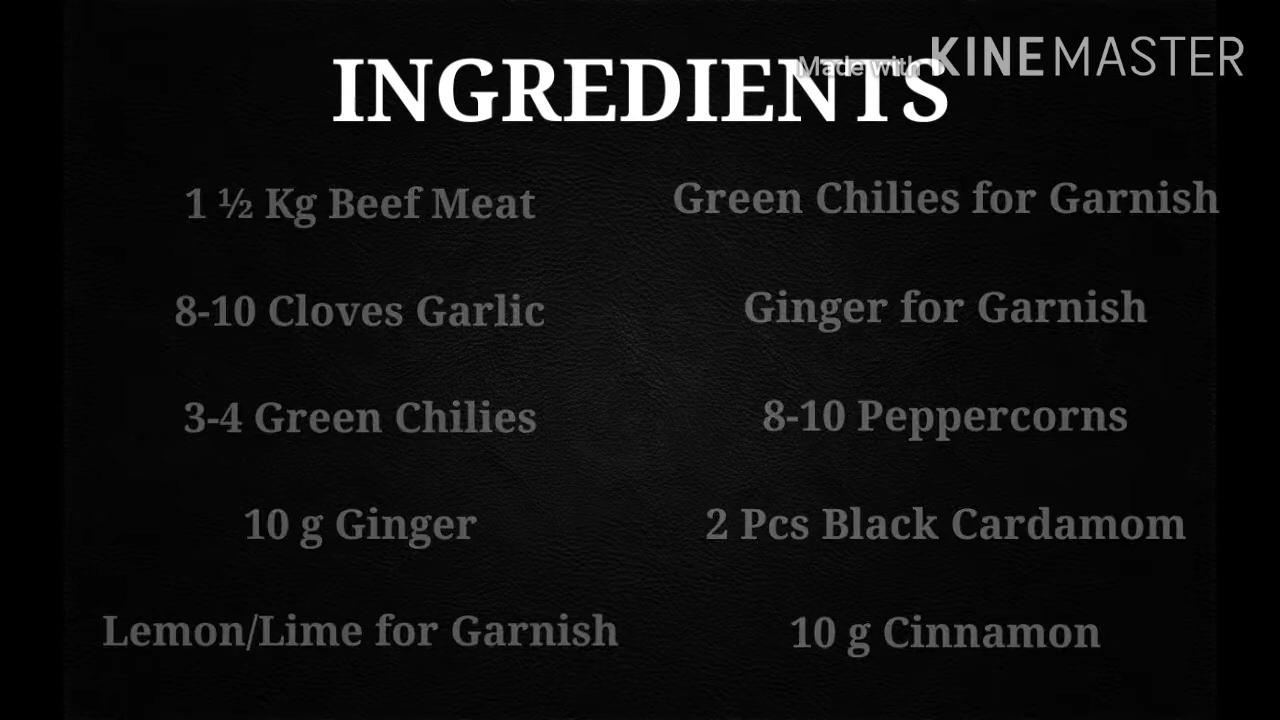 Made with KINEMASTER
INGREDIENTS
1 ½ Kg Beef Meat
8-10 Cloves Garlic
3-4 Green Chilies
10 g Ginger
Lemon/Lime for Garnish
Green Chilies for Garnish
Ginger for Garnish
8-10 Peppercorns
2 Pcs Black Cardamom
10 g Cinnamon